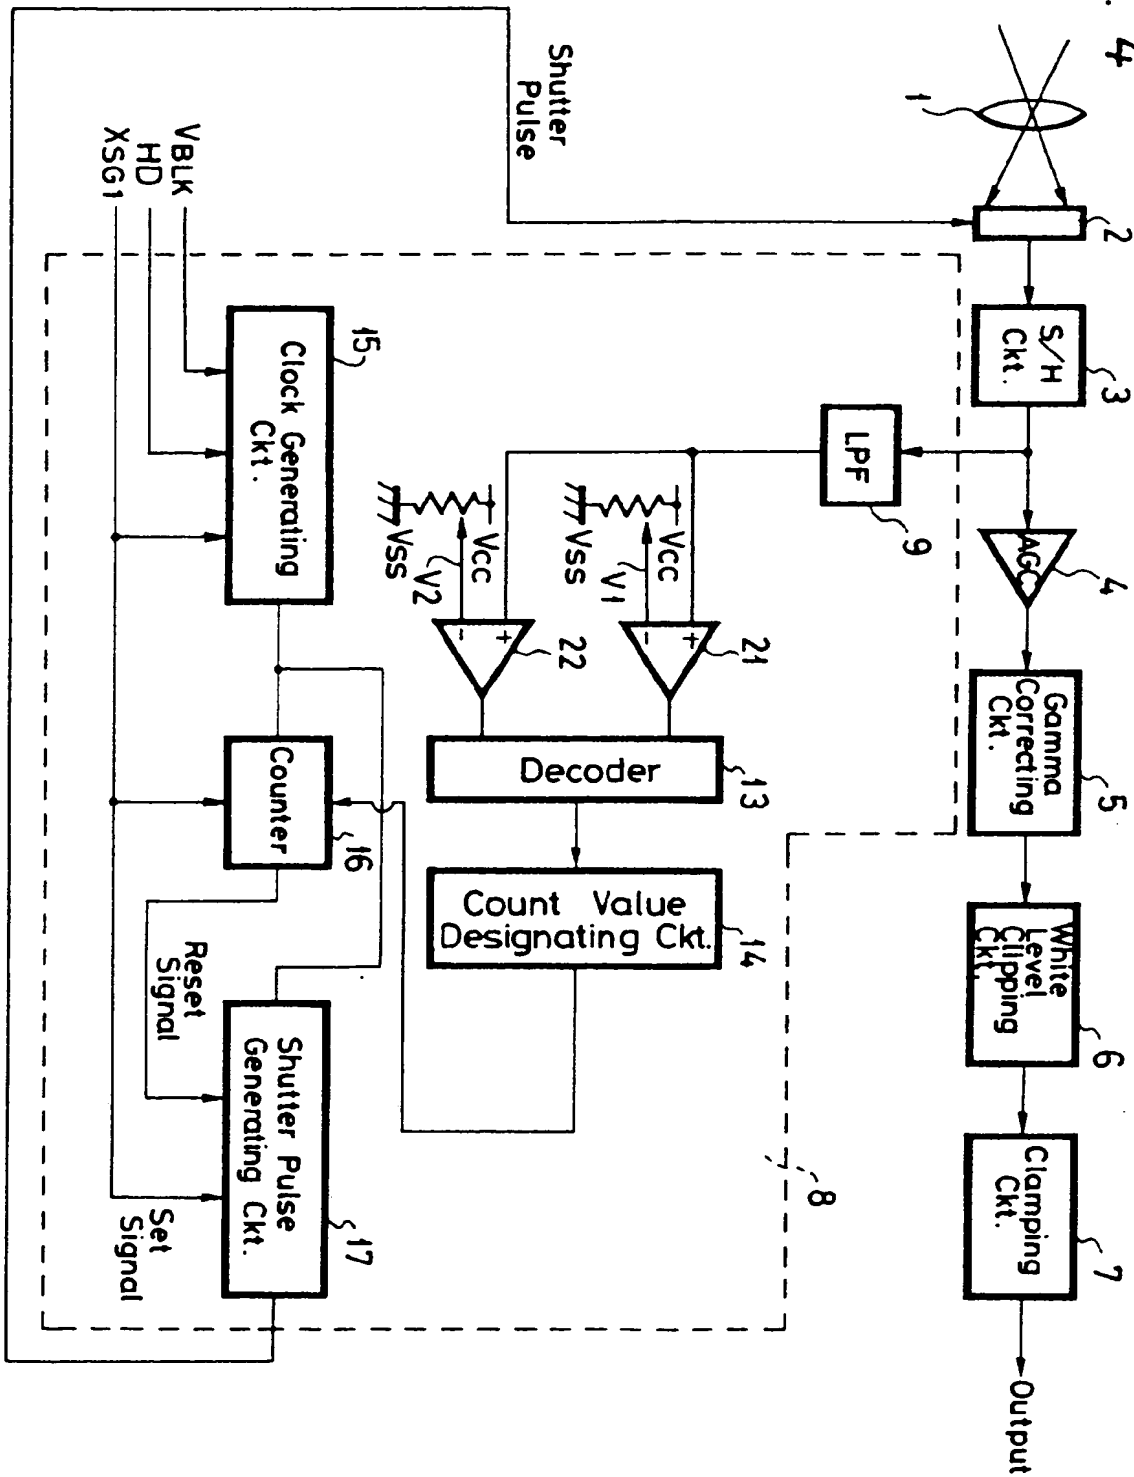 . 4
1
2
S/H
Ckt.
3
AGC
4
Gamma
Correcting
Ckt.
5
White
Level
Clipping
Ckt.
6
Clamping
Ckt.
7
Output
Shutter
Pulse
LPF
9
8
Vcc
V1
Vss
+
-
21
Vcc
V2
Vss
+
-
22
Decoder
13
Count Value
Designating Ckt.
14
VBLK
HD
XSG1
15
Clock Generating
Ckt.
Counter
16
Reset
Signal
Shutter Pulse
Generating Ckt.
17
Set
Signal